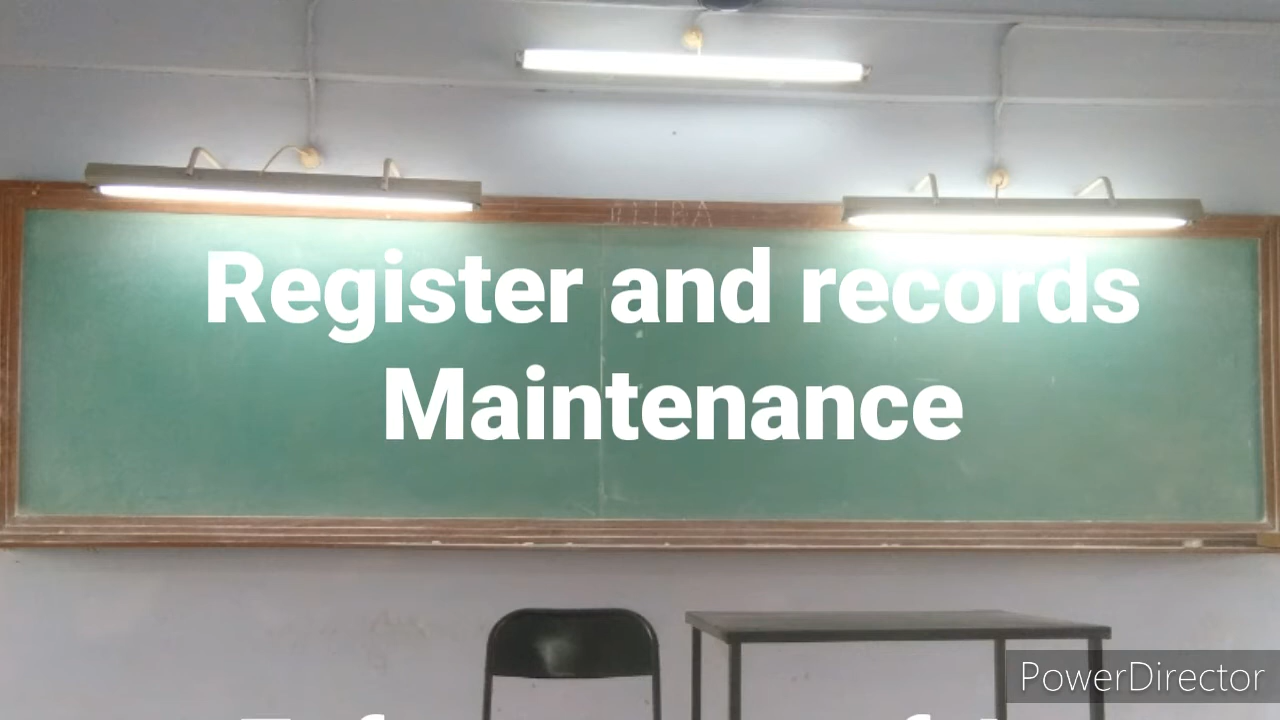 Register and records
Maintenance
PowerDirector